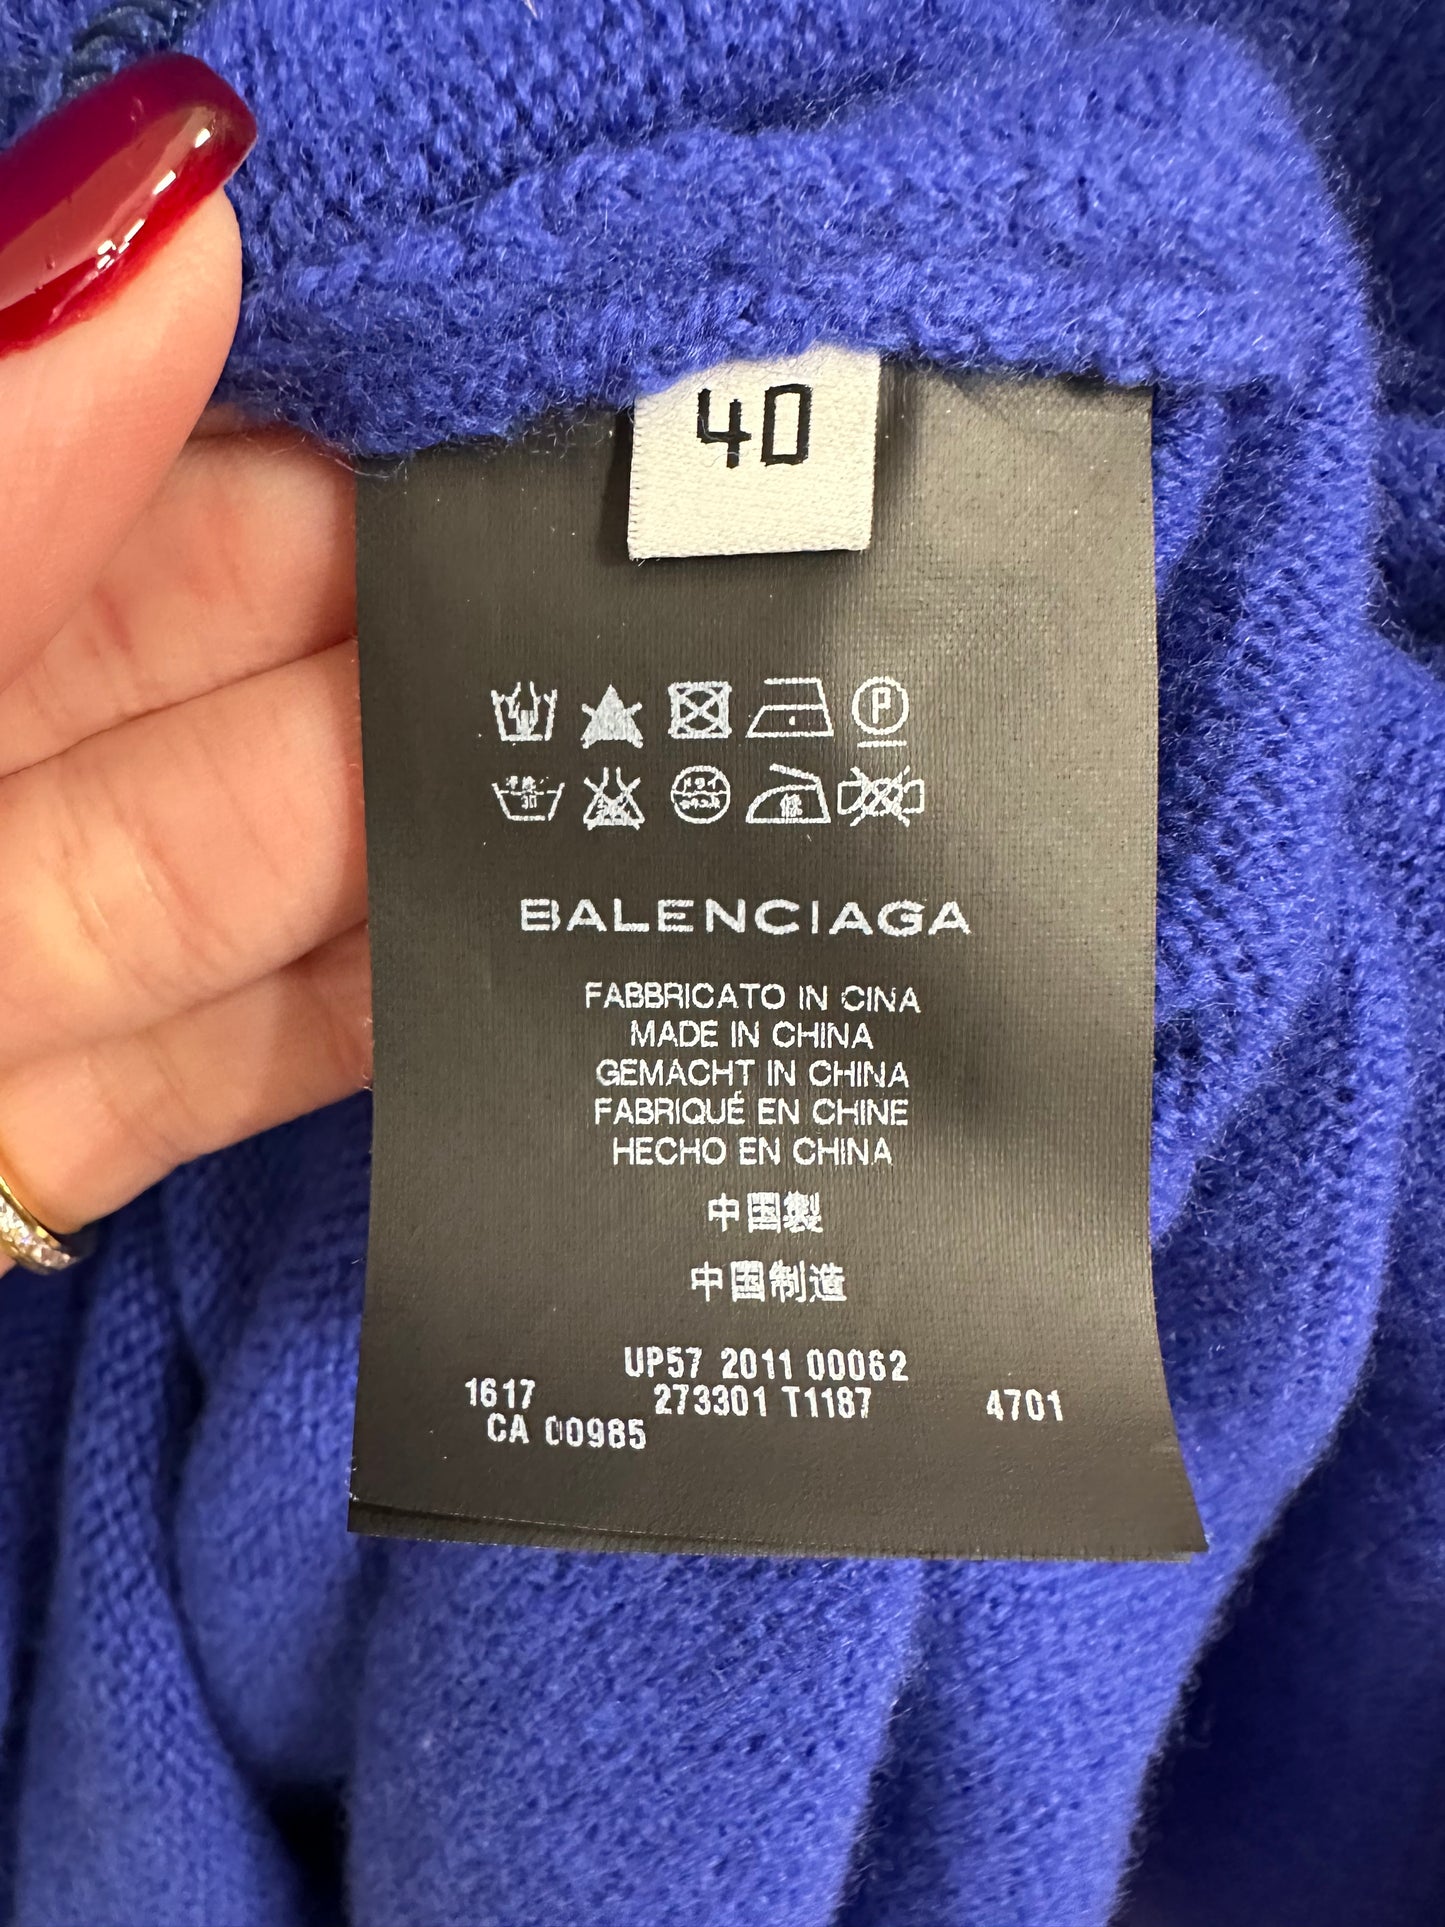 40
P
30
BALENCIAGA
FABBRICATO IN CINA
MADE IN CHINA
GEMACHT IN CHINA
FABRIQUÉ EN CHINE
HECHO EN CHINA
中国製
中国制造
UP57 2011 00062
1617 273301 T1187 4701
CA 00985